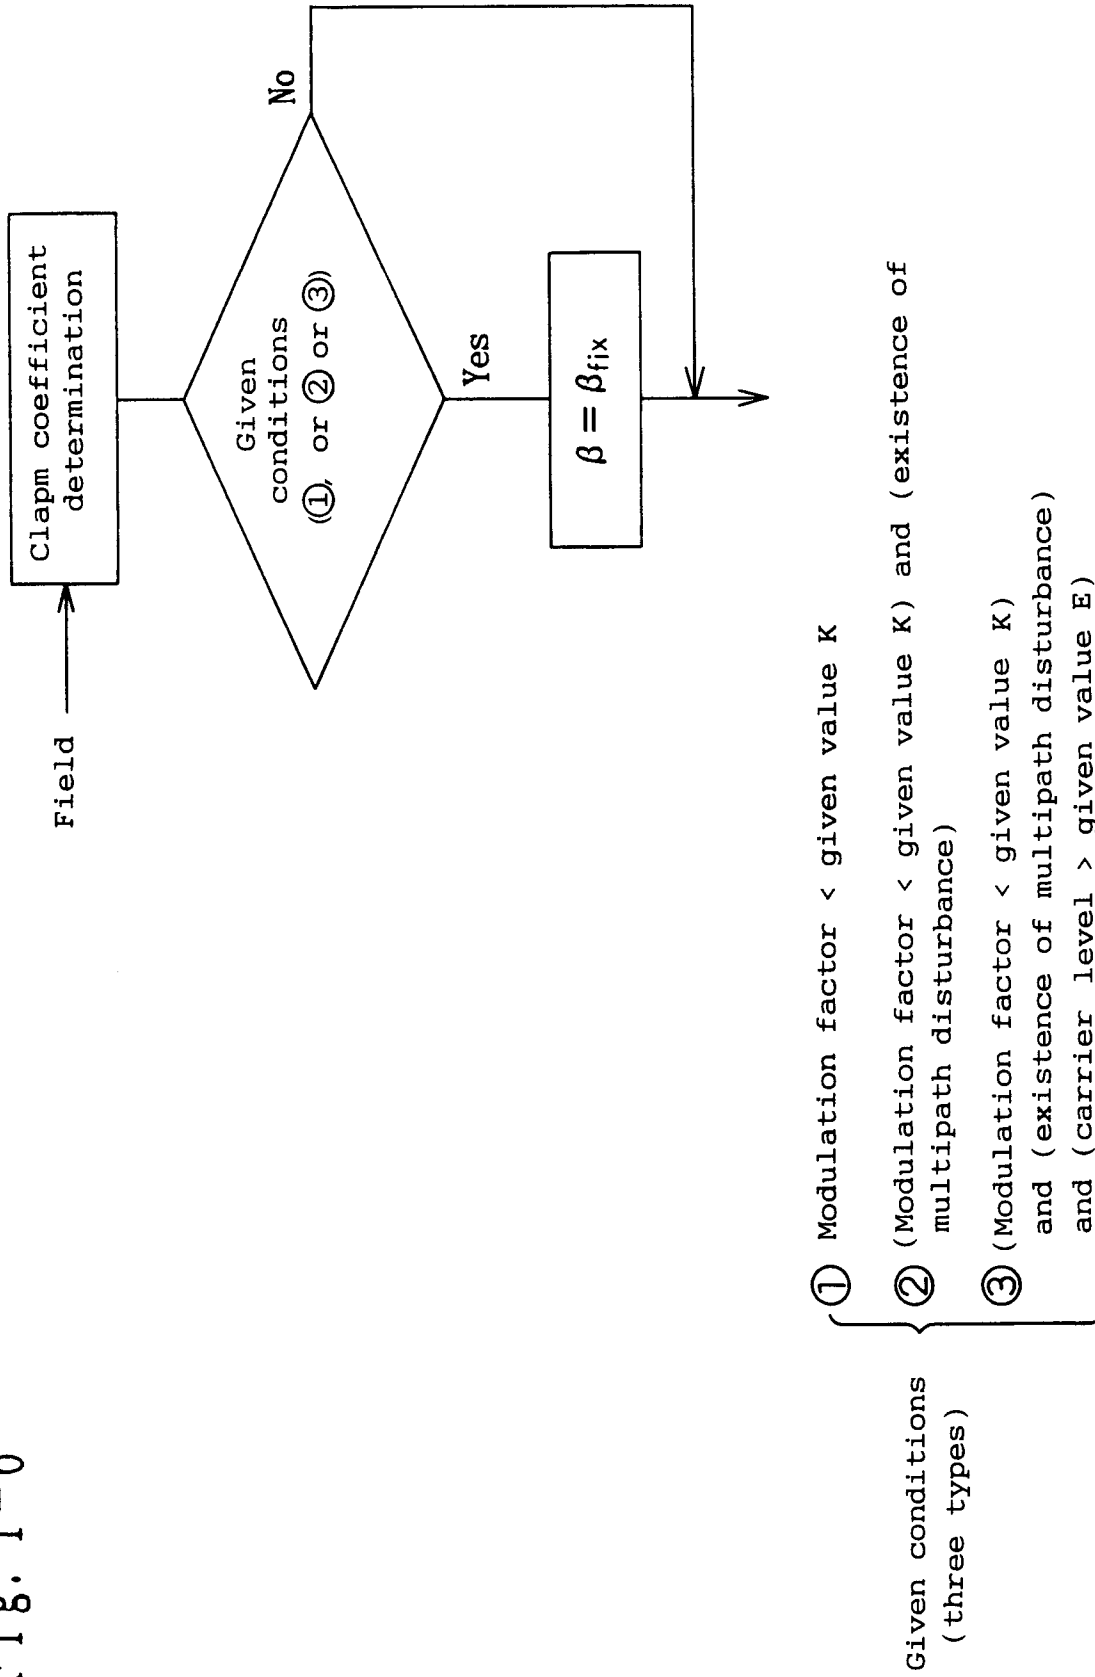 Fig. 10
Field
Clapm coefficient
determination
Given
conditions
(①, or ② or ③)
No
Yes
β = βfix
Given conditions
(three types)
① Modulation factor < given value K
② (Modulation factor < given value K) and (existence of
multipath disturbance)
③ (Modulation factor < given value K)
and (existence of multipath disturbance)
and (carrier level > given value E)